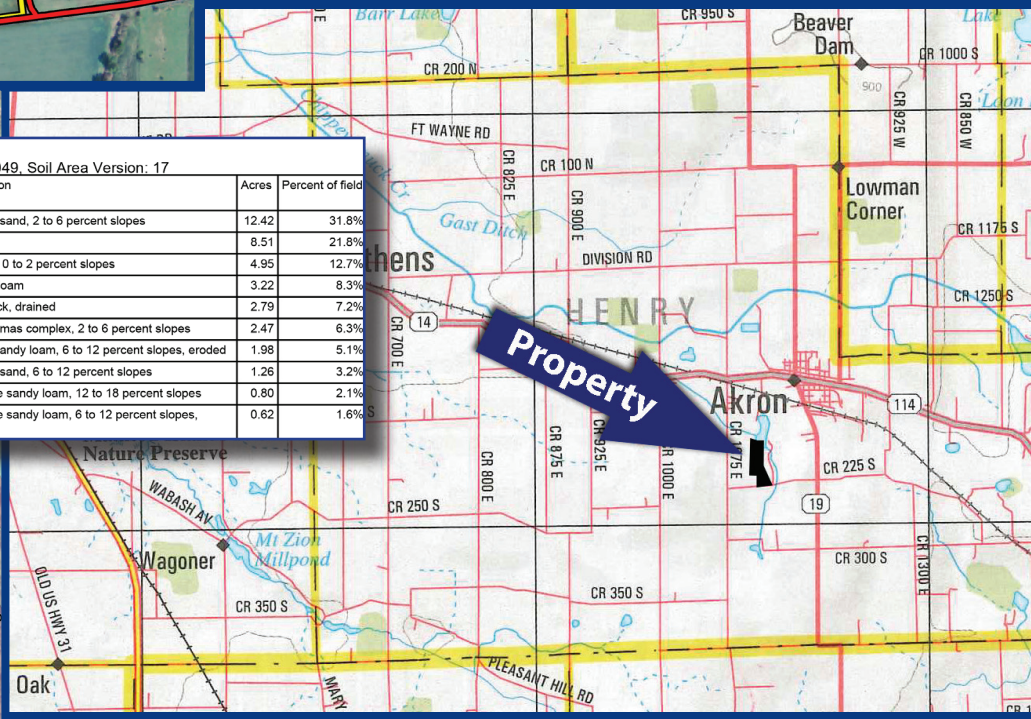 Barr Lake
CR 950 S
Beaver
Dam
CR 1000 S
Lake
CR 200 N
900
CR 925 W
CR 850 W
Loon
FT WAYNE RD
CR 825 E
CR 100 N
CR 900 E
Lowman
Corner
Gast Ditch
CR 1175 S
DIVISION RD
CR 1250 S
HENRY
049, Soil Area Version: 17
on Acres Percent of field
sand, 2 to 6 percent slopes 12.42 31.8%
8.51 21.8%
0 to 2 percent slopes 4.95 12.7%
oam 3.22 8.3%
ck, drained 2.79 7.2%
mas complex, 2 to 6 percent slopes 2.47 6.3%
andy loam, 6 to 12 percent slopes, eroded 1.98 5.1%
sand, 6 to 12 percent slopes 1.26 3.2%
e sandy loam, 12 to 18 percent slopes 0.80 2.1%
e sandy loam, 6 to 12 percent slopes, 0.62 1.6%
thens
14
CR 700 E
Property
Akron
114
CR 875 E
CR 925E
CR 225 S
19
Nature Preserve
CR 800 E
WABASH AV
CR 250 S
Mt Zion
Millpond
Wagoner
CR 300 S
CR 1300 E
OLD US HWY 31
CR 350 S
CR 350 S
PLEASANT HILL RD
Oak
MARY